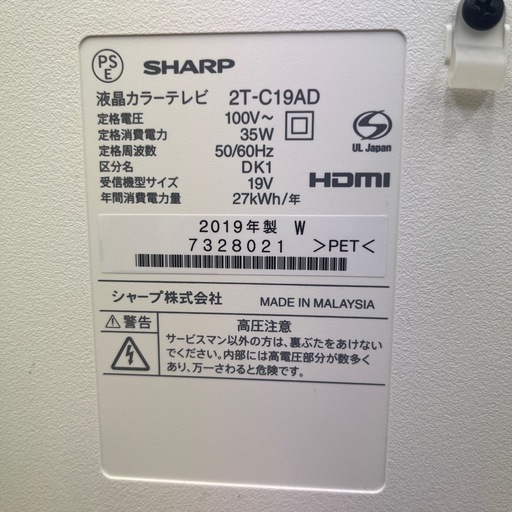 PS
E
SHARP
液晶カラーテレビ 2T-C19AD
定格電圧 100V～
定格消費電力 35W
定格周波数 50/60Hz
区分名 DK1
受信機型サイズ 19V
年間消費電力量 27kWh/年
UL Japan
HDMI
2019年製 W
7328021 >PET<
シャープ株式会社 MADE IN MALAYSIA
⚠警告 高圧注意
サービスマン以外の方は、裏ぶたをあけない
でください。内部には高電圧部分が数多く
あり、万一さわると危険です。